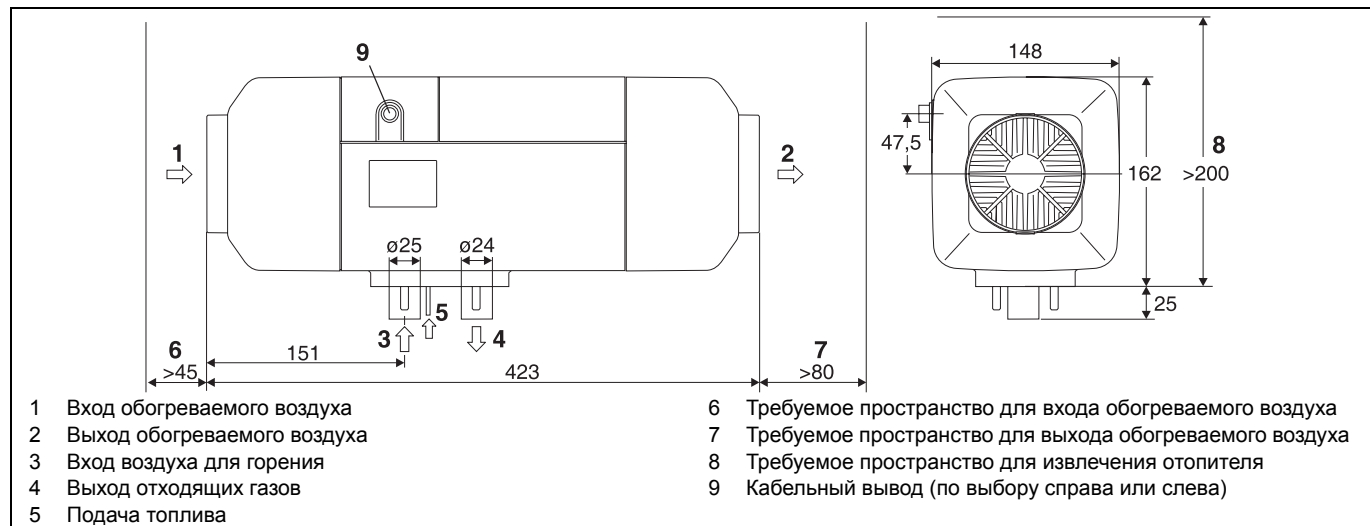 9
148
1
2
47,5
8
162
>200
ø25
ø24
5
3
4
25
6
151
7
>45
423
>80
1 Вход обогреваемого воздуха
2 Выход обогреваемого воздуха
3 Вход воздуха для горения
4 Выход отходящих газов
5 Подача топлива
6 Требуемое пространство для входа обогреваемого воздуха
7 Требуемое пространство для выхода обогреваемого воздуха
8 Требуемое пространство для извлечения отопителя
9 Кабельный вывод (по выбору справа или слева)